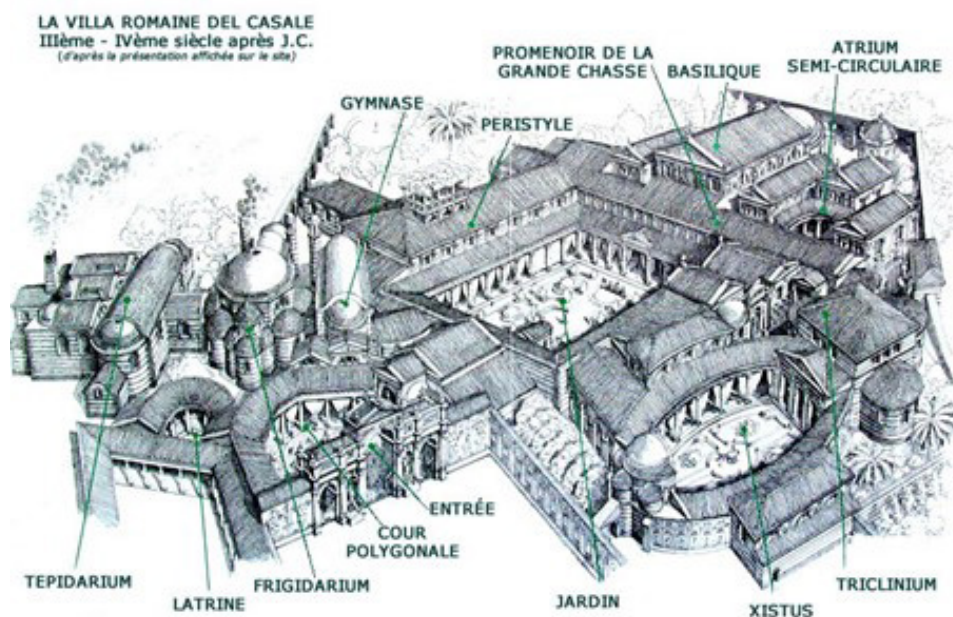 LA VILLA ROMAINE DEL CASALE
IIIème - IVème siècle après J.C.
(d'après la présentation affichée sur le site)
PROMENOIR DE LA
GRANDE CHASSE
BASILIQUE
ATRIUM
SEMI-CIRCULAIRE
GYMNASE
PERISTYLE
ENTRÉE
COUR
POLYGONALE
TEPIDARIUM
LATRINE
FRIGIDARIUM
JARDIN
XISTUS
TRICLINIUM